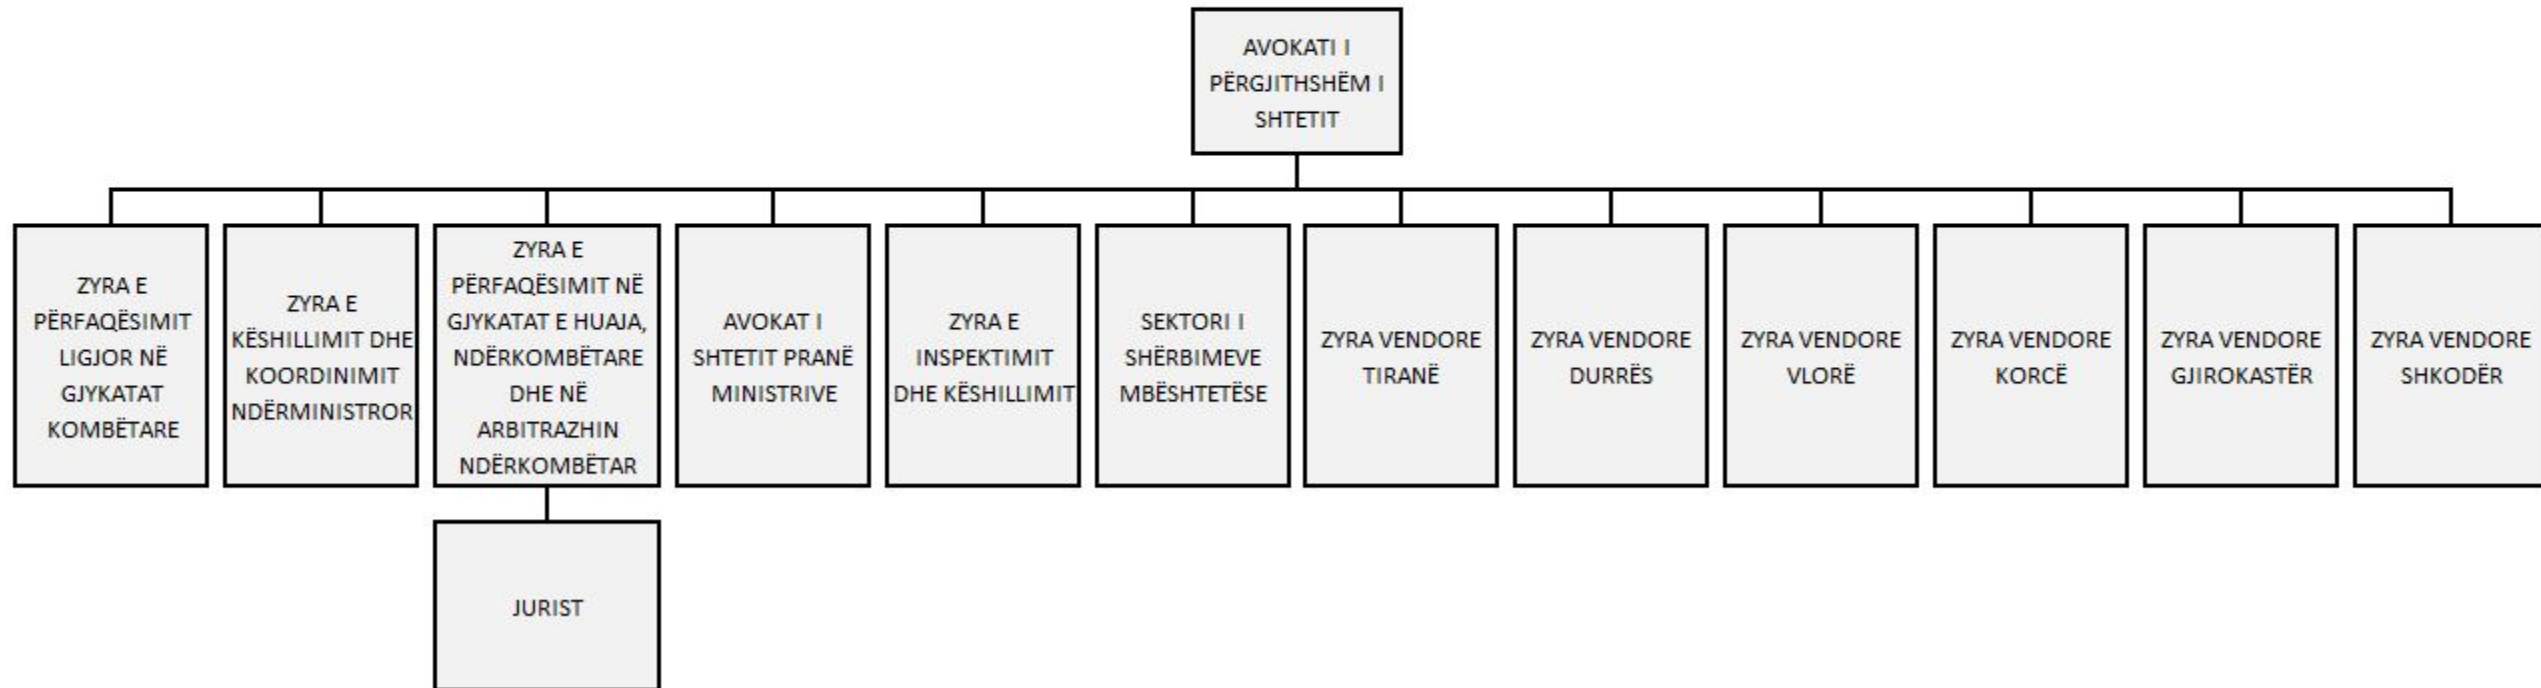 AVOKATI I
PËRGJITHSHËM I
SHTETIT
ZYRA E
PËRFAQËSIMIT
LIGJOR NË
GJYKATAT
KOMBËTARE
ZYRA E
KËSHILLIMIT DHE
KOORDINIMIT
NDËRMINISTROR
ZYRA E
PËRFAQËSIMIT NË
GJYKATAT E HUAJA,
NDËRKOMBËTARE
DHE NË
ARBITRAZHIN
NDËRKOMBËTAR
AVOKAT I
SHTETIT PRANË
MINISTRIVE
ZYRA E
INSPEKTIMIT
DHE KËSHILLIMIT
SEKTORI I
SHËRBIMEVE
MBËSHTETËSE
ZYRA VENDORE
TIRANË
ZYRA VENDORE
DURRËS
ZYRA VENDORE
VLORË
ZYRA VENDORE
KORCË
ZYRA VENDORE
GJIROKASTËR
ZYRA VENDORE
SHKODËR
JURIST